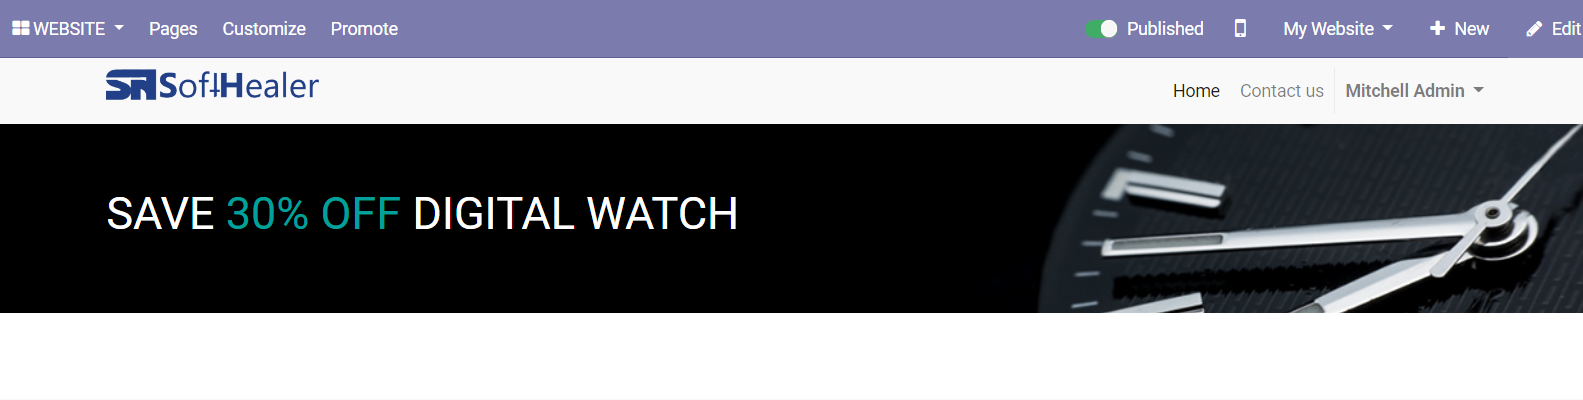 WEBSITE Pages Customize Promote Published My Website New Edit
SoftHealer Home Contact us Mitchell Admin
SAVE 30% OFF DIGITAL WATCH